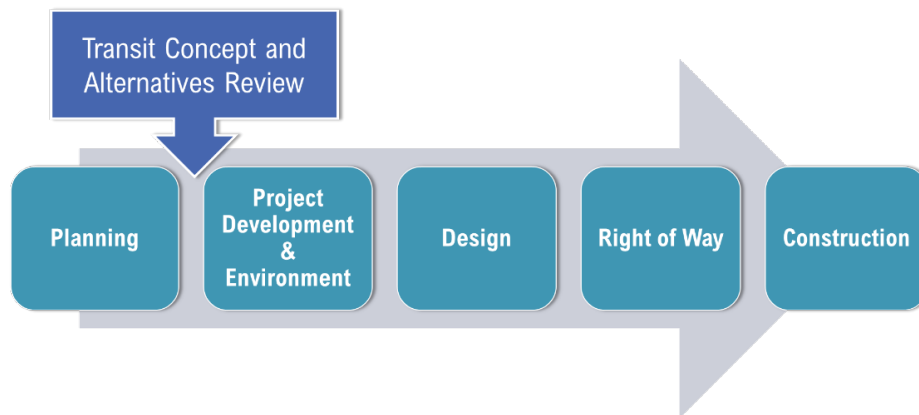 Transit Concept and
Alternatives Review
Planning
Project
Development
&
Environment
Design
Right of Way
Construction